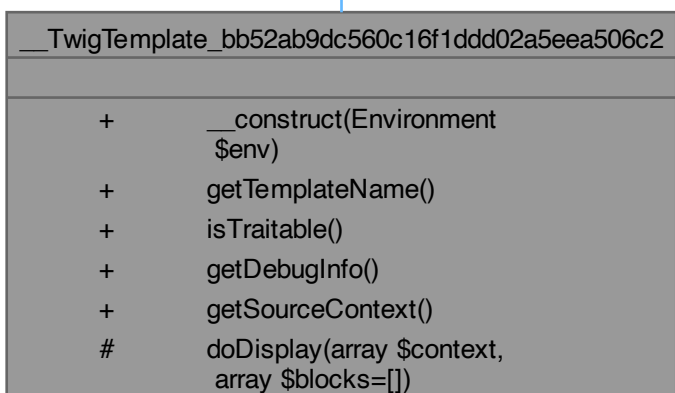 __TwigTemplate_bb52ab9dc560c16f1ddd02a5eea506c2
+ __construct(Environment
$env)
+ getTemplateName()
+ isTraitable()
+ getDebugInfo()
+ getSourceContext()
# doDisplay(array $context,
array $blocks=[])